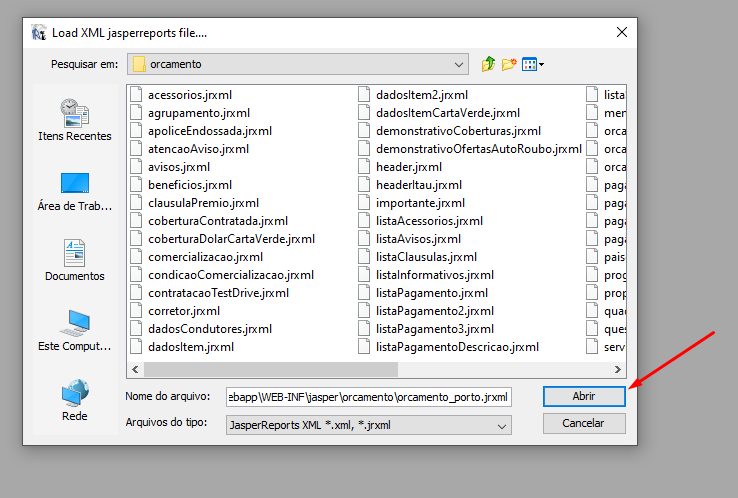 Load XML jasperreports file....
Pesquisar em:
orcamento
Itens Recentes
Área de Trab...
Documentos
Este Comput...
Rede
acessorios.jrxml
agrupamento.jrxml
apoliceEndossada.jrxml
atencaoAviso.jrxml
avisos.jrxml
beneficios.jrxml
clausulaPremio.jrxml
coberturaContratada.jrxml
coberturaDolarCartaVerde.jrxml
comercializacao.jrxml
condicaoComercializacao.jrxml
contratacaoTestDrive.jrxml
corretor.jrxml
dadosCondutores.jrxml
dadosItem.jrxml
dadosItem2.jrxml
dadosItemCartaVerde.jrxml
demonstrativoCoberturas.jrxml
demonstrativoOfertasAutoRoubo.jrxml
header.jrxml
headerItau.jrxml
importante.jrxml
listaAcessorios.jrxml
listaAvisos.jrxml
listaClausulas.jrxml
listaInformativos.jrxml
listaPagamento.jrxml
listaPagamento2.jrxml
listaPagamento3.jrxml
listaPagamentoDescricao.jrxml
lista
mer
orca
orca
orca
paga
paga
paga
paga
pais
prog
prop
quac
ques
serv
Nome do arquivo:
ebapp\WEB-INF\jasper\orcamento\orcamento_porto.jrxml
Abrir
Arquivos do tipo:
JasperReports XML *.xml, *.jrxml
Cancelar